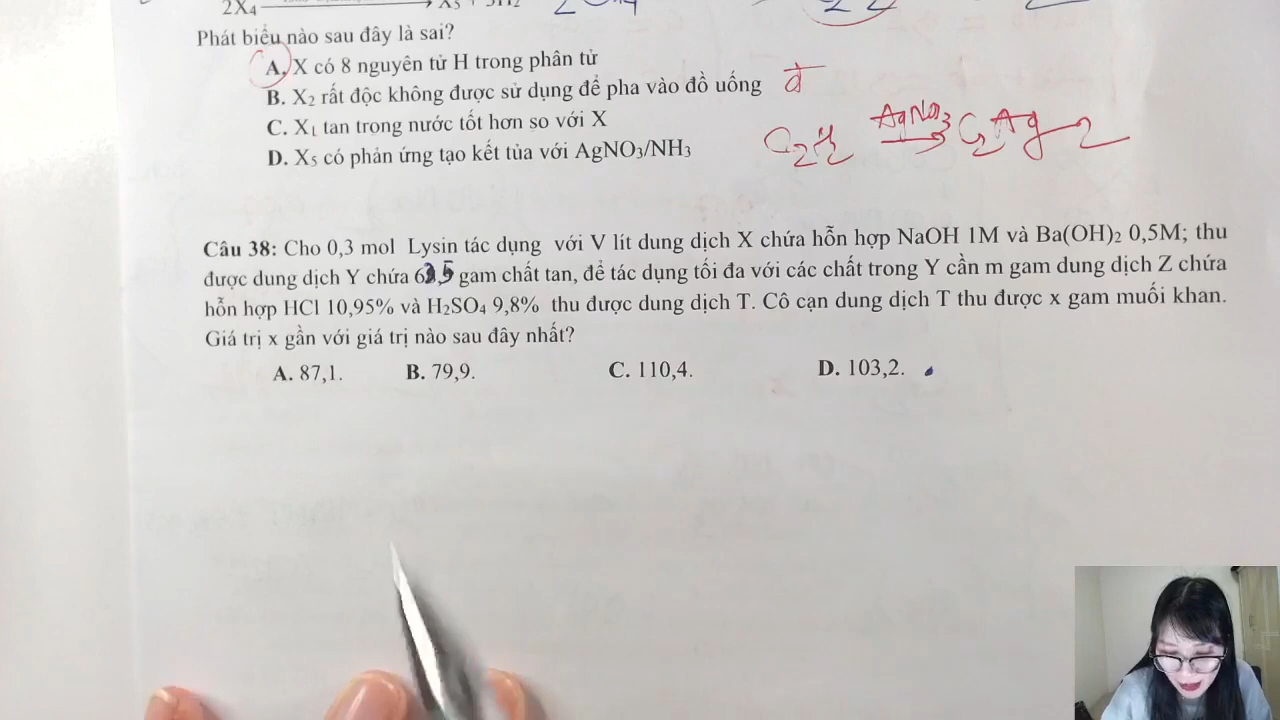 2X₄ ⟶ X₅ + 3H₂
Phát biểu nào sau đây là sai?
A. X có 8 nguyên tử H trong phân tử
B. X₂ rất độc không được sử dụng để pha vào đồ uống đ
C. X₁ tan trong nước tốt hơn so với X
D. X₅ có phản ứng tạo kết tủa với AgNO₃/NH₃
C₂H₂ AgNO₃ → C₂Ag₂
Câu 38: Cho 0,3 mol Lysin tác dụng với V lít dung dịch X chứa hỗn hợp NaOH 1M và Ba(OH)₂ 0,5M; thu
được dung dịch Y chứa gam chất tan, để tác dụng tối đa với các chất trong Y cần m gam dung dịch Z chứa
hỗn hợp HCl 10,95% và H₂SO₄ 9,8% thu được dung dịch T. Cô cạn dung dịch T thu được x gam muối khan.
Giá trị x gần với giá trị nào sau đây nhất?
A. 87,1. B. 79,9. C. 110,4. D. 103,2.